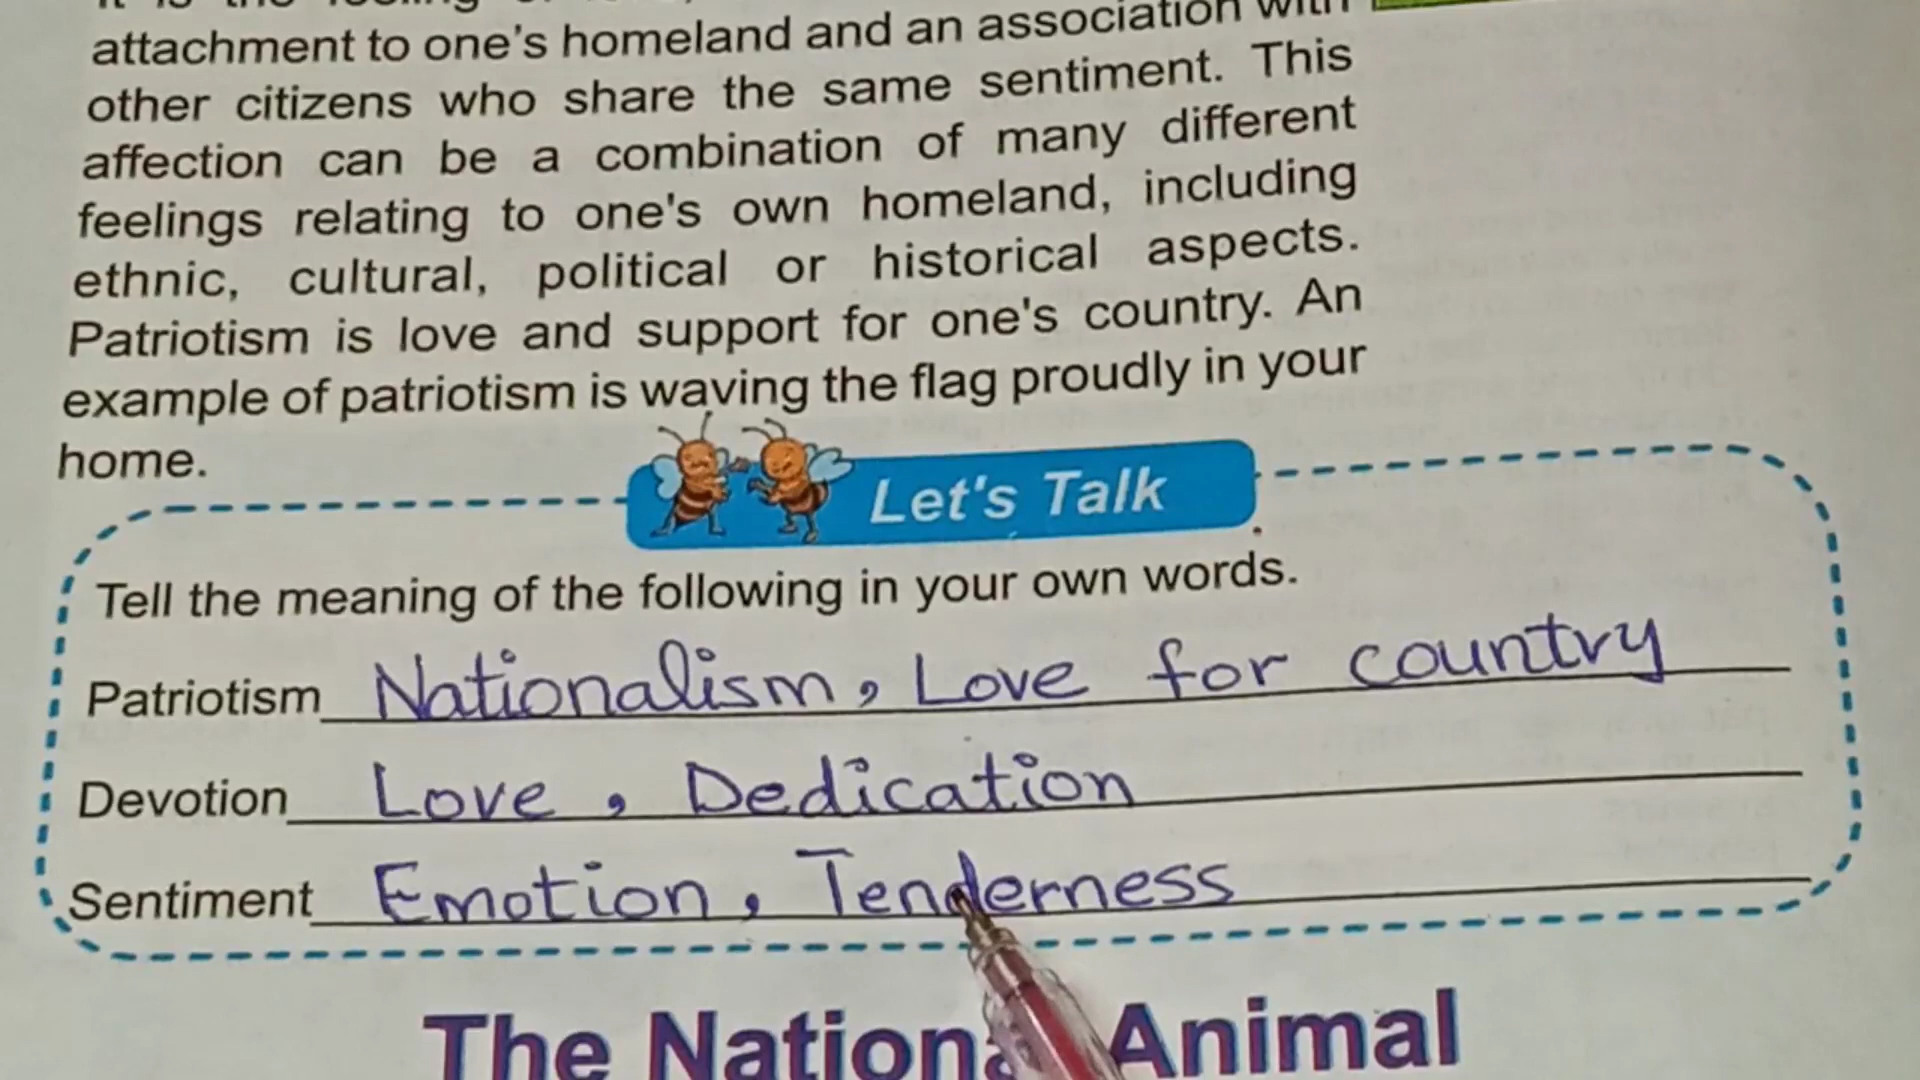 attachment to one's homeland and an association with
other citizens who share the same sentiment. This
affection can be a combination of many different
feelings relating to one's own homeland, including
ethnic, cultural, political or historical aspects.
Patriotism is love and support for one's country. An
example of patriotism is waving the flag proudly in your
home.
Let's Talk
Tell the meaning of the following in your own words.
Patriotism Nationalism, Love for country
Devotion Love, Dedication
Sentiment Emotion, Tenderness
The National Animal